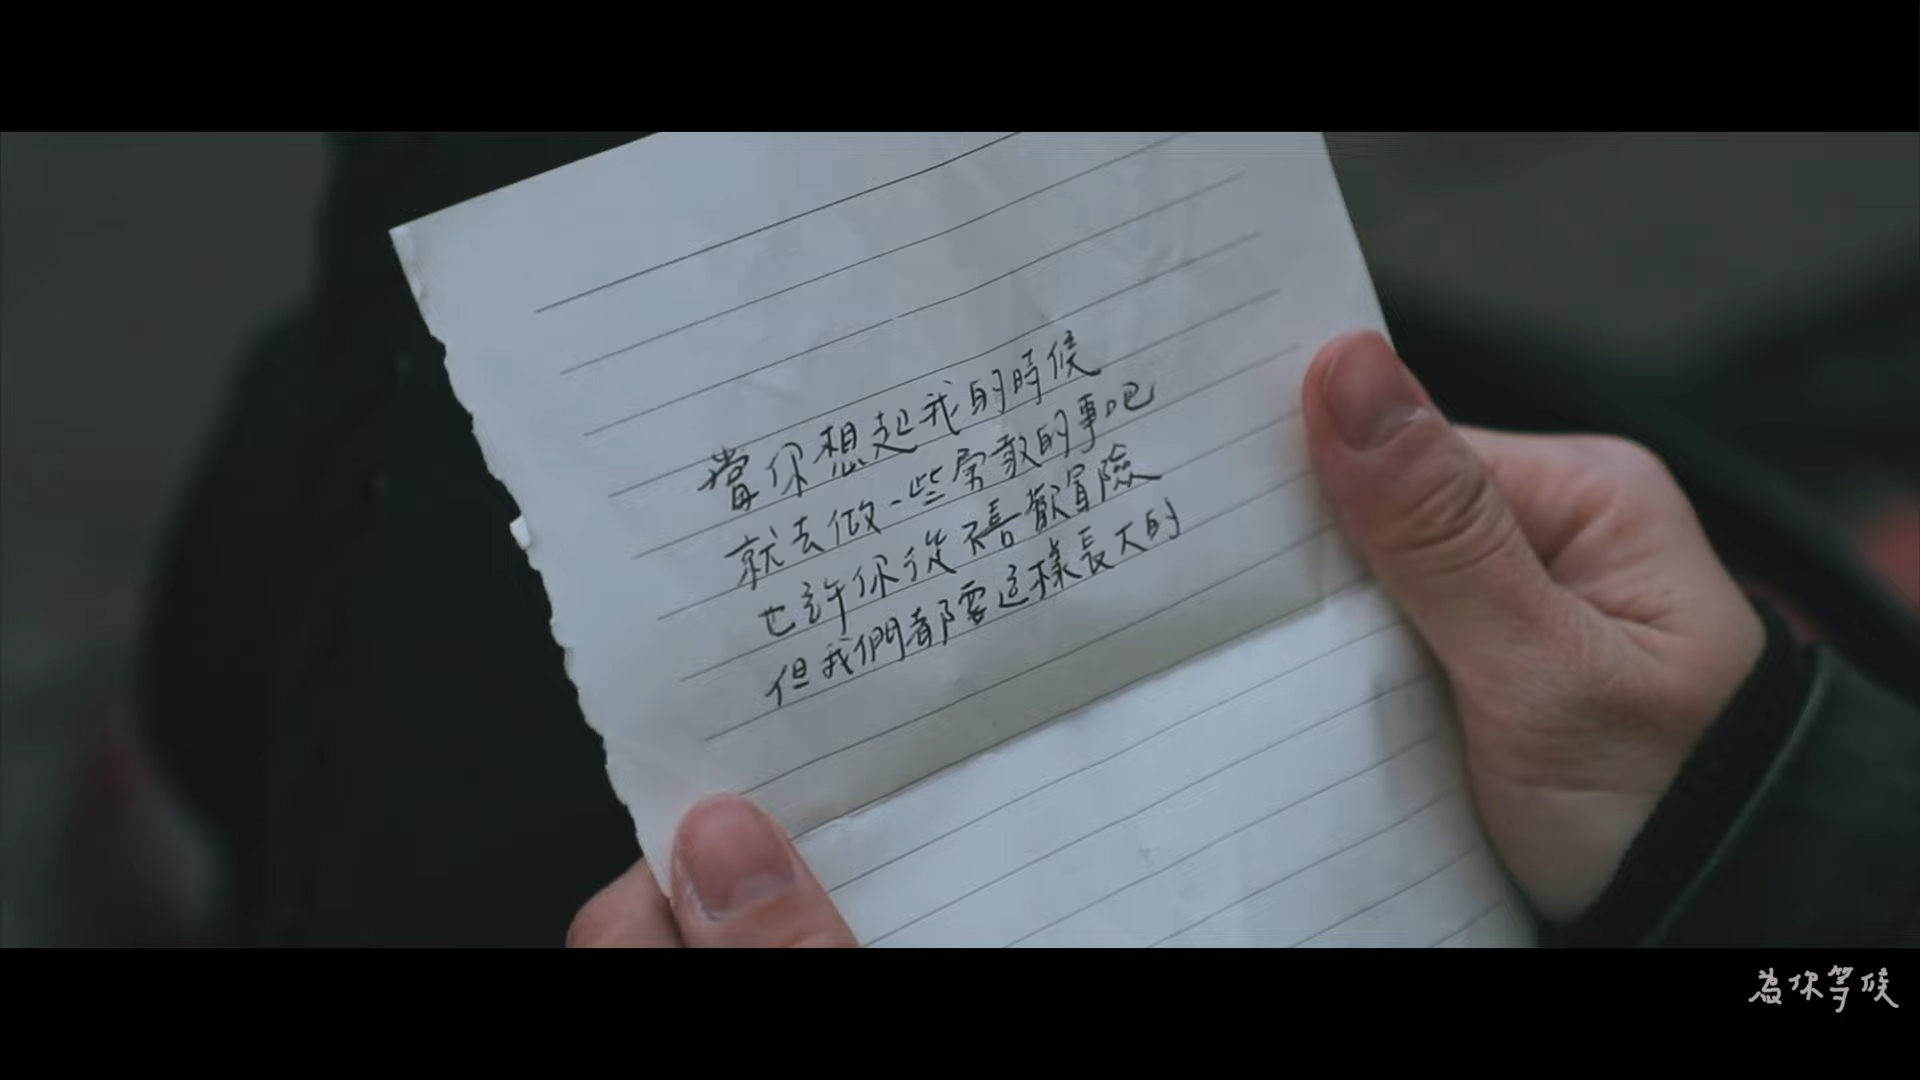 當你想起我的時候
就去做一些勇敢的事吧
也許你從不喜歡冒險
但我們都要這樣長大的
為你等候